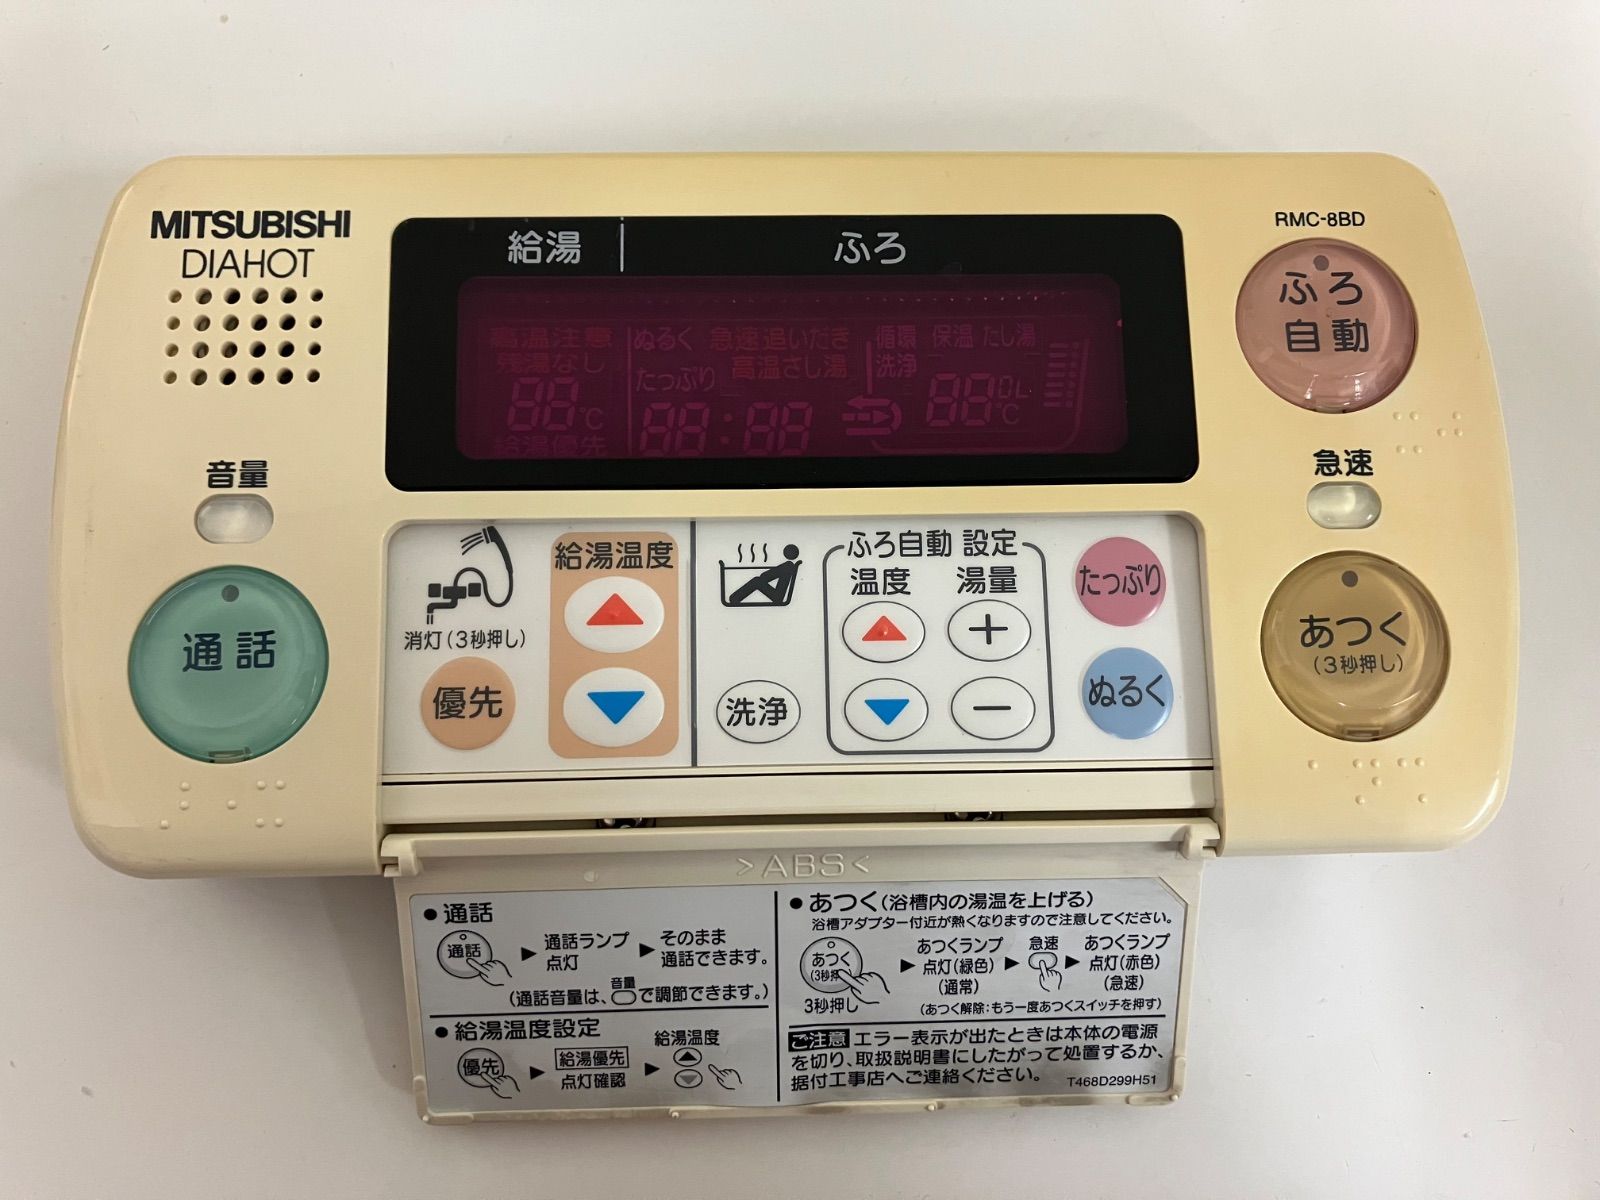 MITSUBISHI
DIAHOT
RMC-8BD
給湯
ふろ
高温注意
残湯なし
88℃
給湯優先
ぬるく 急速追いだき
たっぷり 高温さし湯
88:88
循環 保温 たし湯
洗浄
88℃
0L
ふろ
自動
音量
急速
通話
あつく
(3秒押し)
消灯(3秒押し)
優先
給湯温度
洗浄
ふろ自動 設定
温度 湯量
+
−
たっぷり
ぬるく
>ABS<
●通話
通話
▶通話ランプ
点灯
▶そのまま
通話できます。
(通話音量は、音量で調節できます。)
●給湯温度設定
優先
▶給湯優先
点灯確認
▶給湯温度
●あつく(浴槽内の湯温を上げる)
浴槽アダプター付近が熱くなりますので注意してください。
あつく
(3秒押し)
3秒押し
▶あつくランプ
点灯(緑色)
(通常)
▶急速
▶あつくランプ
点灯(赤色)
(急速)
(あつく解除:もう一度あつくスイッチを押す)
ご注意 エラー表示が出たときは本体の電源
を切り、取扱説明書にしたがって処置するか、
据付工事店へご連絡ください。
T468D299H51